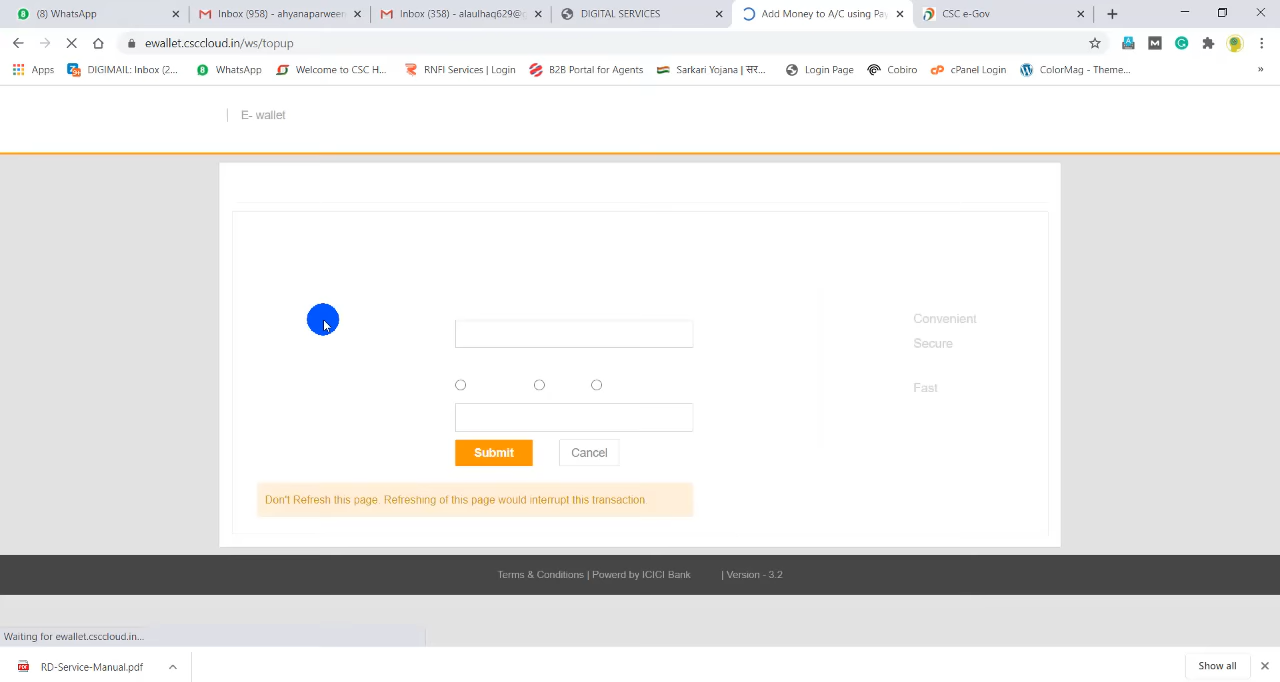 (8) WhatsApp
Inbox (958) - ahyanaparween
Inbox (358) - alaulhaq629@g
DIGITAL SERVICES
Add Money to A/C using Pay
CSC e-Gov
ewallet.csccloud.in/ws/topup
Apps
DIGIMAIL: Inbox (2...
WhatsApp
Welcome to CSC H...
RNFI Services | Login
B2B Portal for Agents
Sarkari Yojana | सर...
Login Page
Cobiro
cPanel Login
ColorMag - Theme...
»
E- wallet
Convenient
Secure
Fast
Submit
Cancel
Don't Refresh this page. Refreshing of this page would interrupt this transaction.
Terms & Conditions | Powerd by ICICI Bank | Version - 3.2
Waiting for ewallet.csccloud.in...
RD-Service-Manual.pdf
Show all